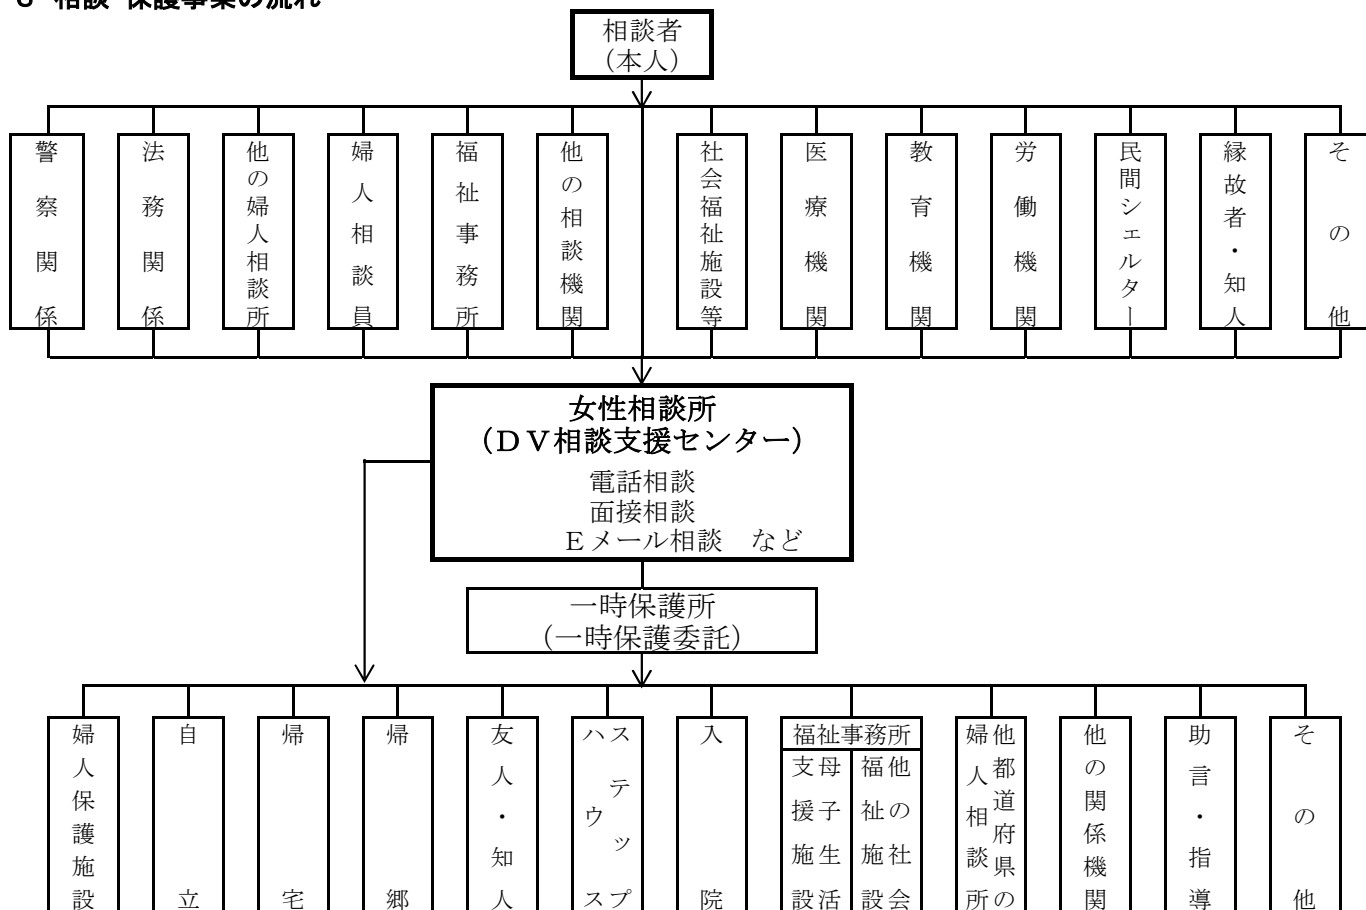 相談 保護事業の流れ
相談者
（本人）
警察関係
法務関係
他の婦人相談所
婦人相談員
福祉事務所
他の相談機関
社会福祉施設等
医療機関
教育機関
労働機関
民間シェルター
縁故者・知人
その他
女性相談所
（ＤＶ相談支援センター）
電話相談
面接相談
Ｅメール相談　など
一時保護所
（一時保護委託）
婦人保護施設
自立
帰宅
帰郷
友人・知人
ステップ
ハウス
入院
福祉事務所
母子生活
支援施設
他の社会
福祉施設
他都道府県の
婦人相談所
他の関係機関
助言・指導
その他